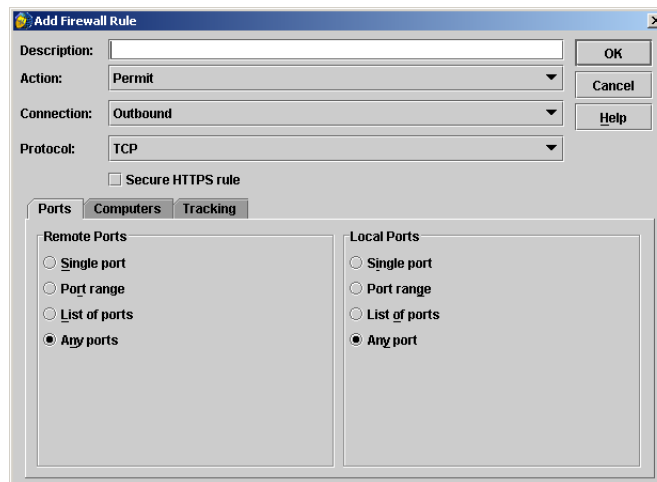 Add Firewall Rule
Description:
OK
Action: Permit
Cancel
Connection: Outbound
Help
Protocol: TCP
Secure HTTPS rule
Ports Computers Tracking
Remote Ports
Single port
Port range
List of ports
Any ports
Local Ports
Single port
Port range
List of ports
Any port